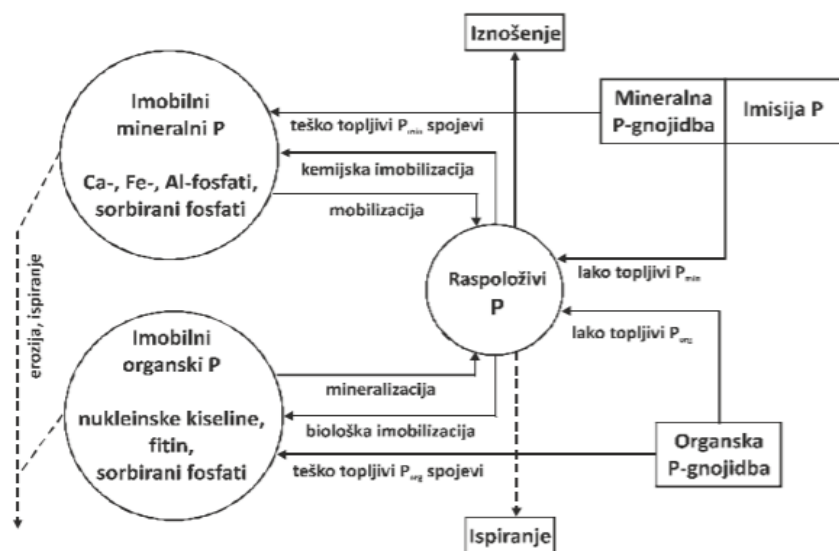 Iznošenje
Imobilni
mineralni P
Ca-, Fe-, Al-fosfati,
sorbirani fosfati
teško topljivi Pmin spojevi
Mineralna
P-gnojidba
Imisija P
kemijska imobilizacija
mobilizacija
Raspoloživi
P
lako topljivi Pmin
erozija, ispiranje
Imobilni
organski P
nukleinske kiseline,
fitin,
sorbirani fosfati
lako topljivi Porg
mineralizacija
biološka imobilizacija
teško topljivi Porg spojevi
Organska
P-gnojidba
Ispiranje